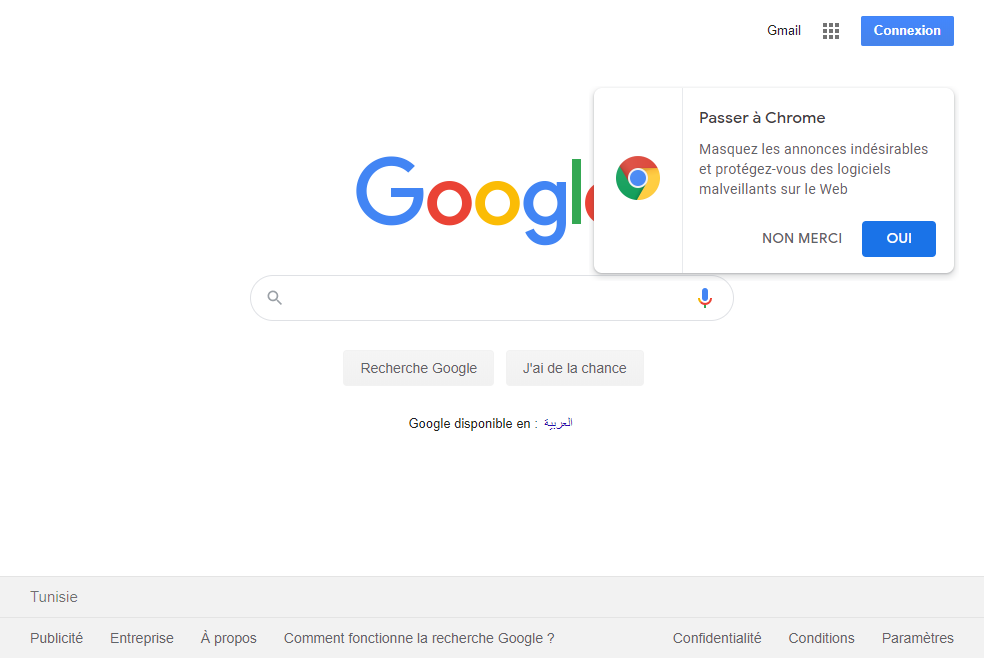 Gmail
Connexion
Passer à Chrome
Masquez les annonces indésirables
et protégez-vous des logiciels
malveillants sur le Web
NON MERCI
OUI
Googl
Recherche Google
J'ai de la chance
Google disponible en : العربية
Tunisie
Publicité
Entreprise
À propos
Comment fonctionne la recherche Google ?
Confidentialité
Conditions
Paramètres